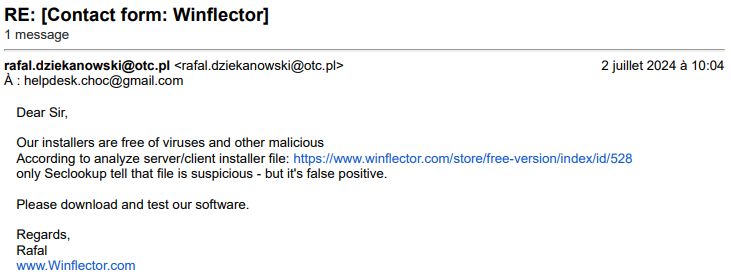 RE: [Contact form: Winflector]
1 message
rafal.dziekanowski@otc.pl <rafal.dziekanowski@otc.pl> 2 juillet 2024 à 10:04
À : helpdesk.choc@gmail.com
Dear Sir,
Our installers are free of viruses and other malicious
According to analyze server/client installer file: https://www.winflector.com/store/free-version/index/id/528
only Seclookup tell that file is suspicious - but it's false positive.
Please download and test our software.
Regards,
Rafal
www.Winflector.com